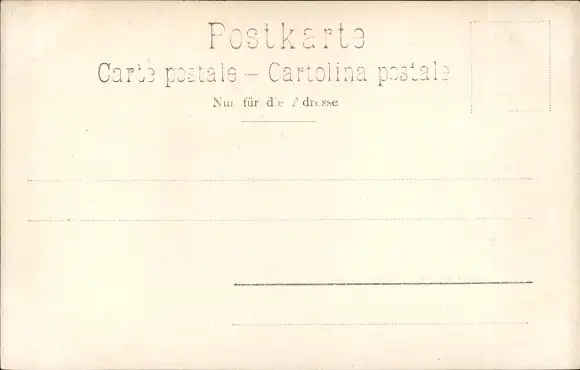 Postkarte
Carte postale – Cartolina postale
Nur für die Adresse